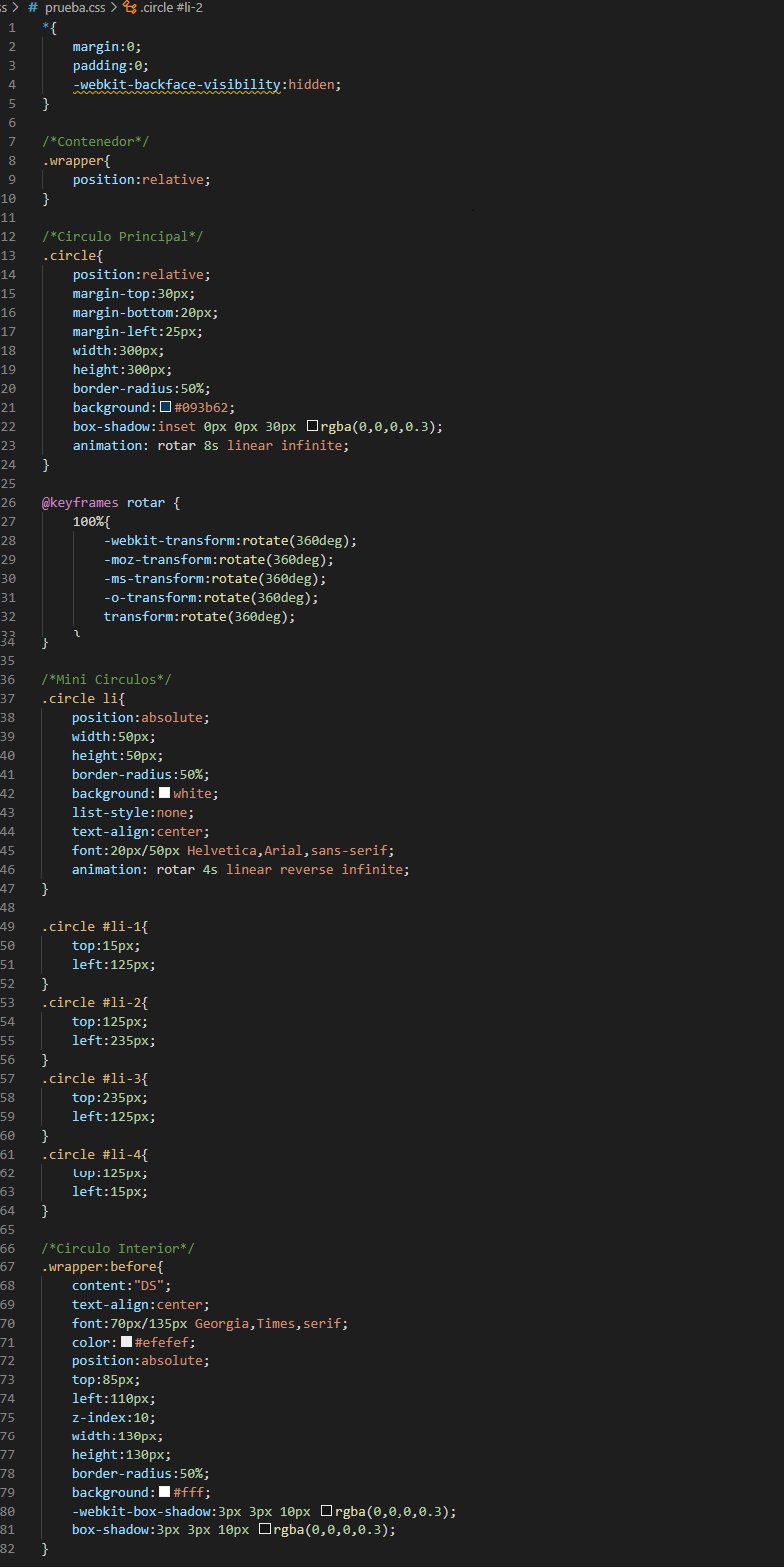 ss > # prueba.css > .circle #li-2
1 *{
2 margin:0;
3 padding:0;
4 -webkit-backface-visibility:hidden;
5 }
6
7 /*Contenedor*/
8 .wrapper{
9 position:relative;
10 }
11
12 /*Circulo Principal*/
13 .circle{
14 position:relative;
15 margin-top:30px;
16 margin-bottom:20px;
17 margin-left:25px;
18 width:300px;
19 height:300px;
20 border-radius:50%;
21 background:#093b62;
22 box-shadow:inset 0px 0px 30px rgba(0,0,0,0.3);
23 animation: rotar 8s linear infinite;
24 }
25
26 @keyframes rotar {
27 100%{
28 -webkit-transform:rotate(360deg);
29 -moz-transform:rotate(360deg);
30 -ms-transform:rotate(360deg);
31 -o-transform:rotate(360deg);
32 transform:rotate(360deg);
33 }
34 }
35
36 /*Mini Circulos*/
37 .circle li{
38 position:absolute;
39 width:50px;
40 height:50px;
41 border-radius:50%;
42 background:white;
43 list-style:none;
44 text-align:center;
45 font:20px/50px Helvetica,Arial,sans-serif;
46 animation: rotar 4s linear reverse infinite;
47 }
48
49 .circle #li-1{
50 top:15px;
51 left:125px;
52 }
53 .circle #li-2{
54 top:125px;
55 left:235px;
56 }
57 .circle #li-3{
58 top:235px;
59 left:125px;
60 }
61 .circle #li-4{
62 top:125px;
63 left:15px;
64 }
65
66 /*Circulo Interior*/
67 .wrapper:before{
68 content:"DS";
69 text-align:center;
70 font:70px/135px Georgia,Times,serif;
71 color:#efefef;
72 position:absolute;
73 top:85px;
74 left:110px;
75 z-index:10;
76 width:130px;
77 height:130px;
78 border-radius:50%;
79 background:#fff;
80 -webkit-box-shadow:3px 3px 10px rgba(0,0,0,0.3);
81 box-shadow:3px 3px 10px rgba(0,0,0,0.3);
82 }